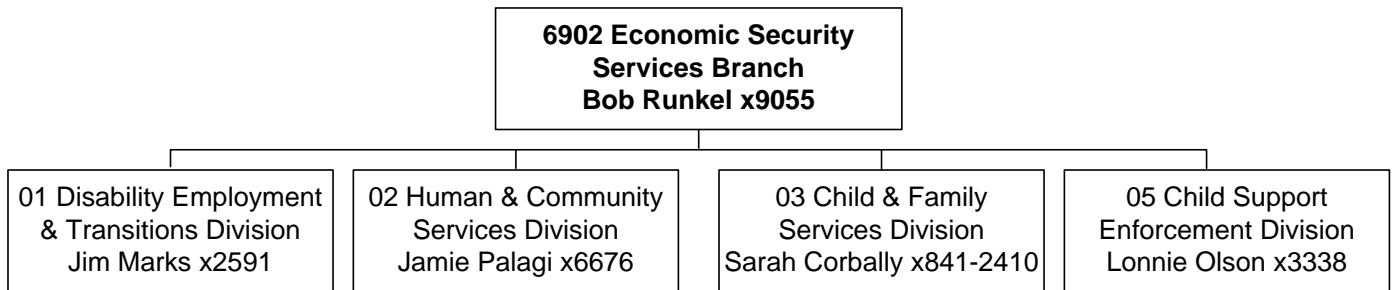 6902 Economic Security
Services Branch
Bob Runkel x9055
01 Disability Employment
& Transitions Division
Jim Marks x2591
02 Human & Community
Services Division
Jamie Palagi x6676
03 Child & Family
Services Division
Sarah Corbally x841-2410
05 Child Support
Enforcement Division
Lonnie Olson x3338